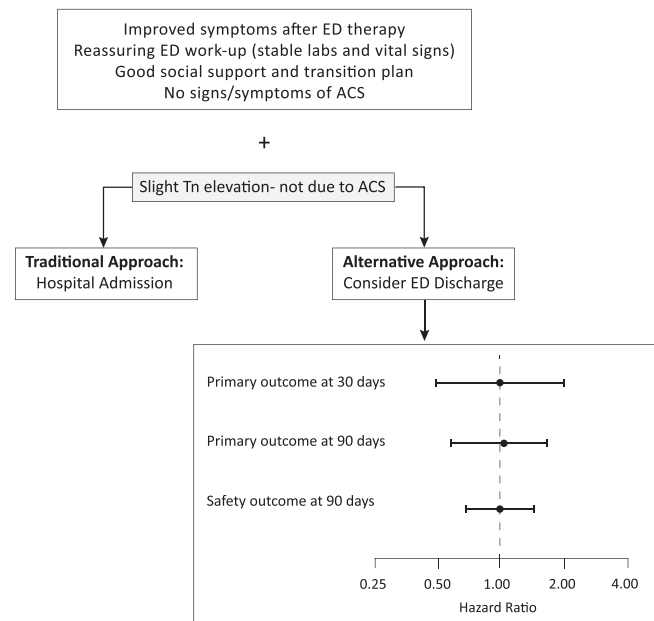 Improved symptoms after ED therapy
Reassuring ED work-up (stable labs and vital signs)
Good social support and transition plan
No signs/symptoms of ACS
+
Slight Tn elevation- not due to ACS
Traditional Approach:
Hospital Admission
Alternative Approach:
Consider ED Discharge
Primary outcome at 30 days
Primary outcome at 90 days
Safety outcome at 90 days
0.25 0.50 1.00 2.00 4.00
Hazard Ratio